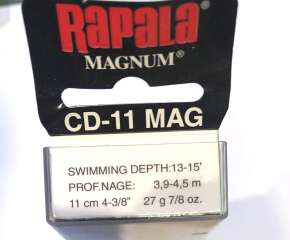 Rapala
MAGNUM®
CD-11 MAG
SWIMMING DEPTH:13-15'
PROF.NAGE: 3,9-4,5 m
11 cm 4-3/8" 27 g 7/8 oz.